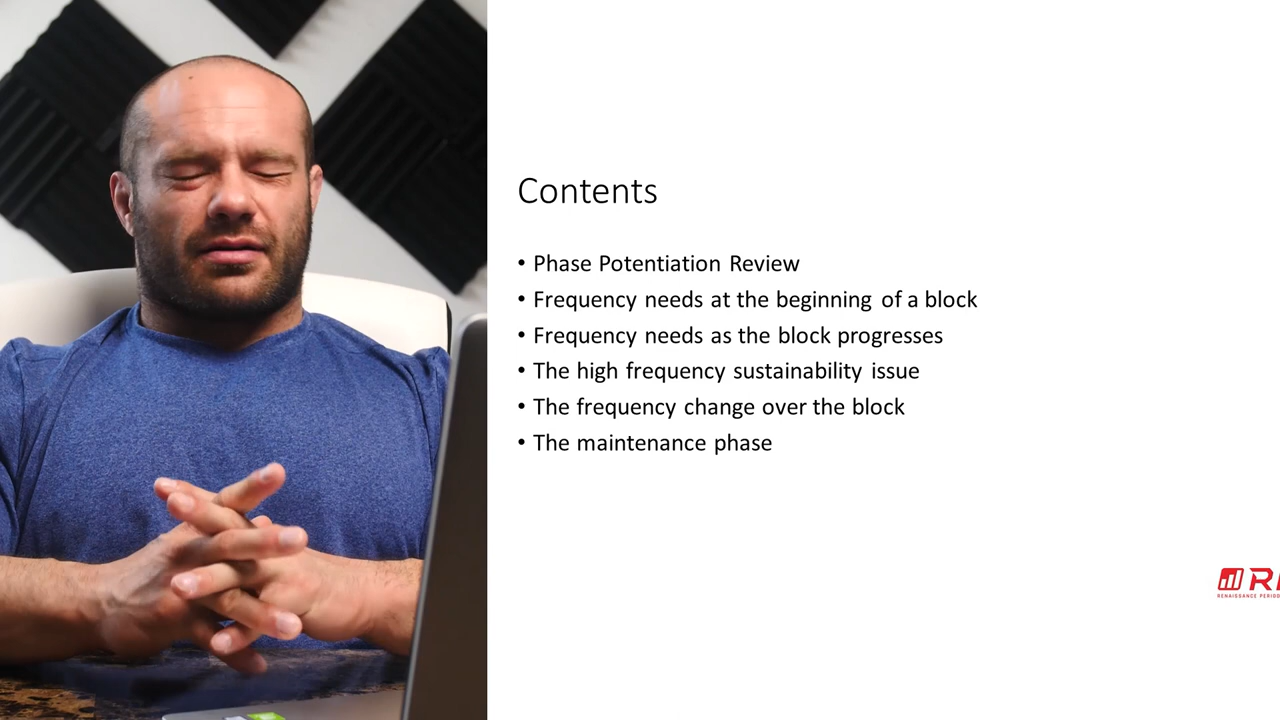 Contents
• Phase Potentiation Review
• Frequency needs at the beginning of a block
• Frequency needs as the block progresses
• The high frequency sustainability issue
• The frequency change over the block
• The maintenance phase
RENAISSANCE